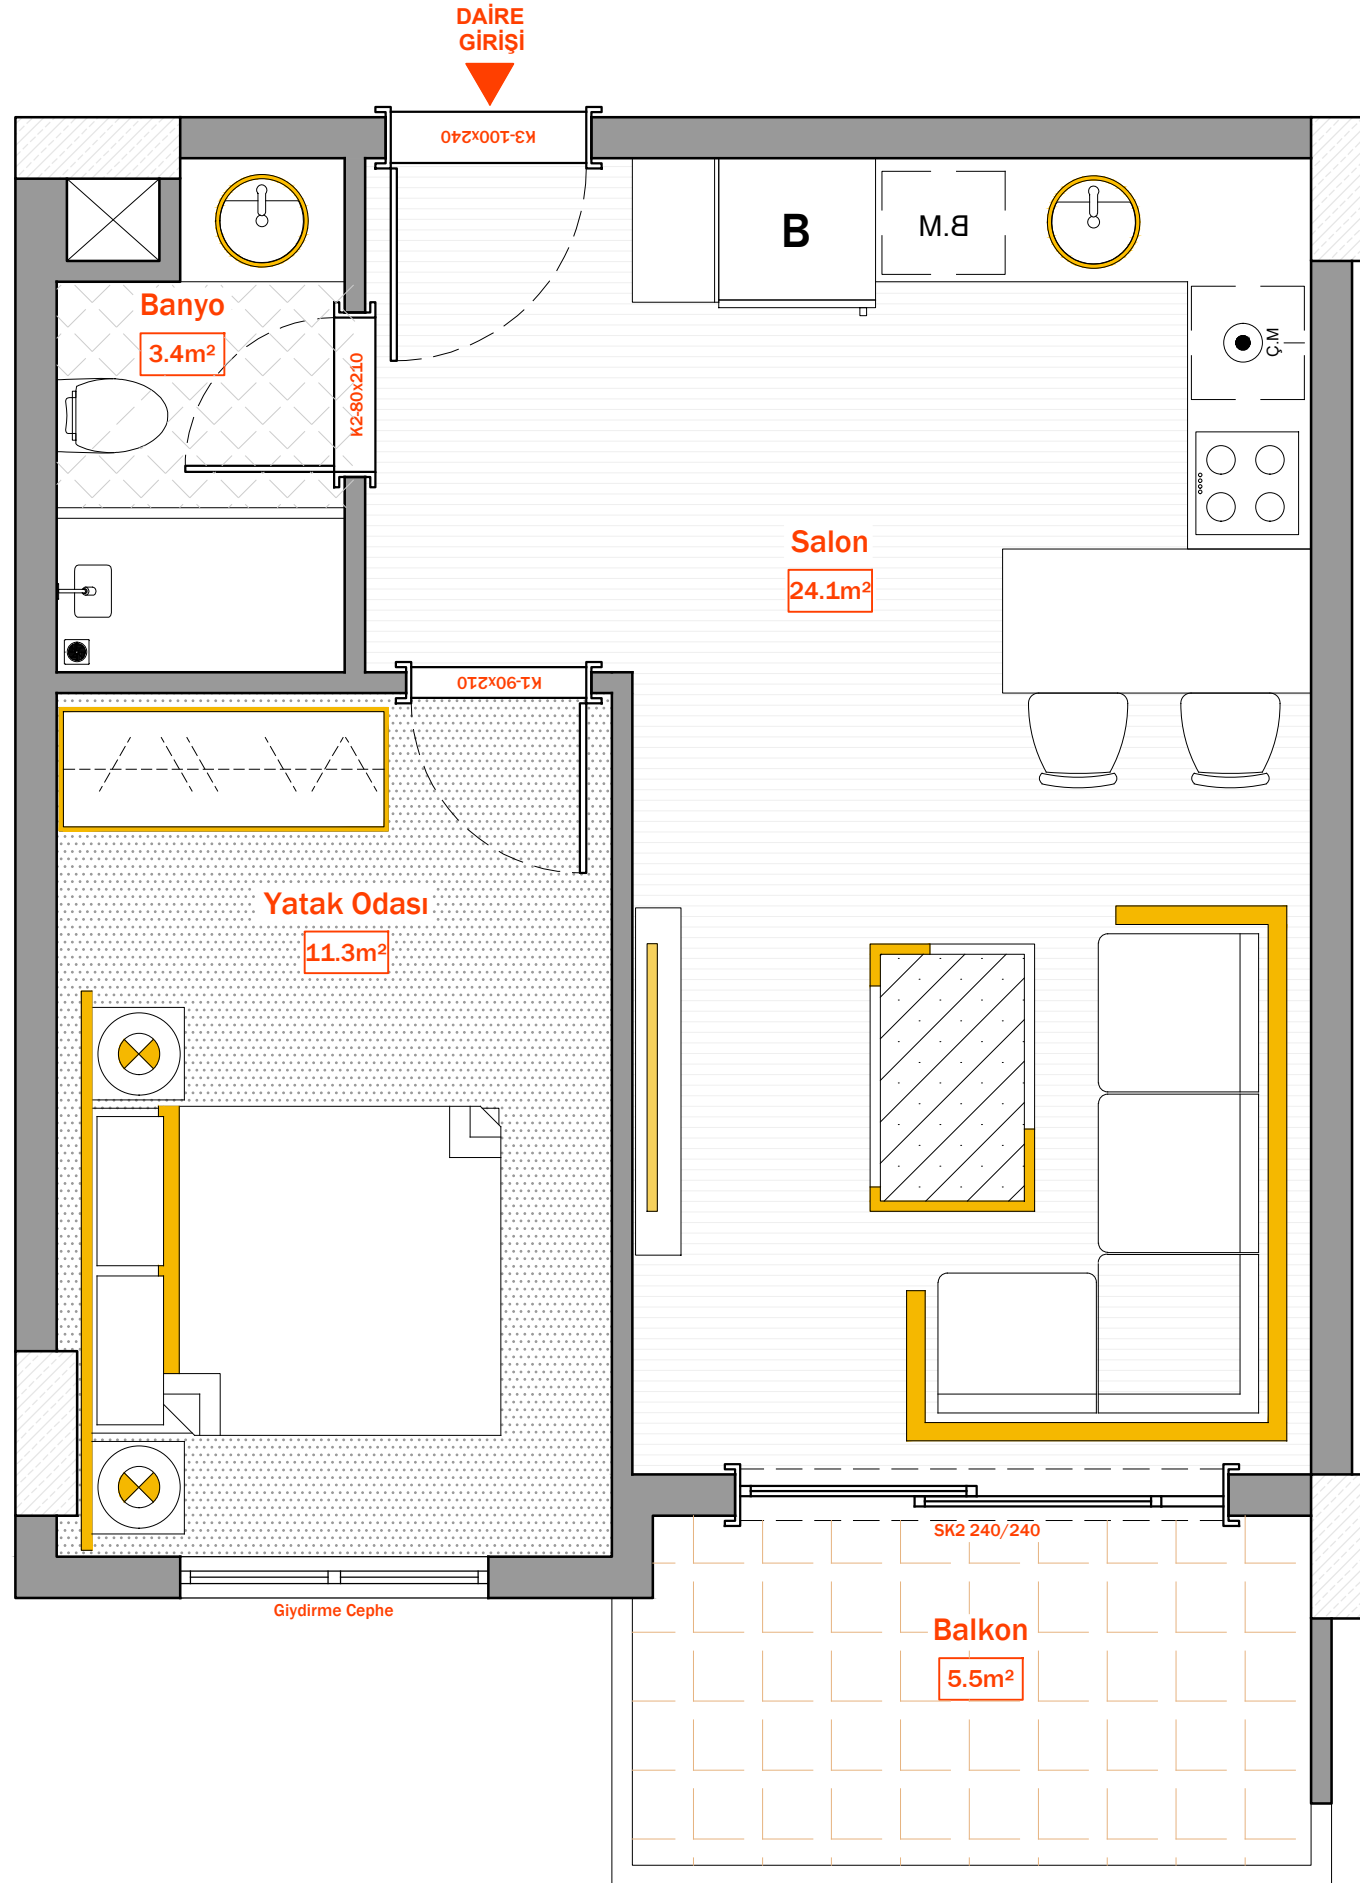 DAİRE
GİRİŞİ
K3-100x240
B
B.M
Banyo
3.4m²
K2-80x210
Ç.M
Salon
24.1m²
K1-90x210
Yatak Odası
11.3m²
SK2 240/240
Giydirme Cephe
Balkon
5.5m²